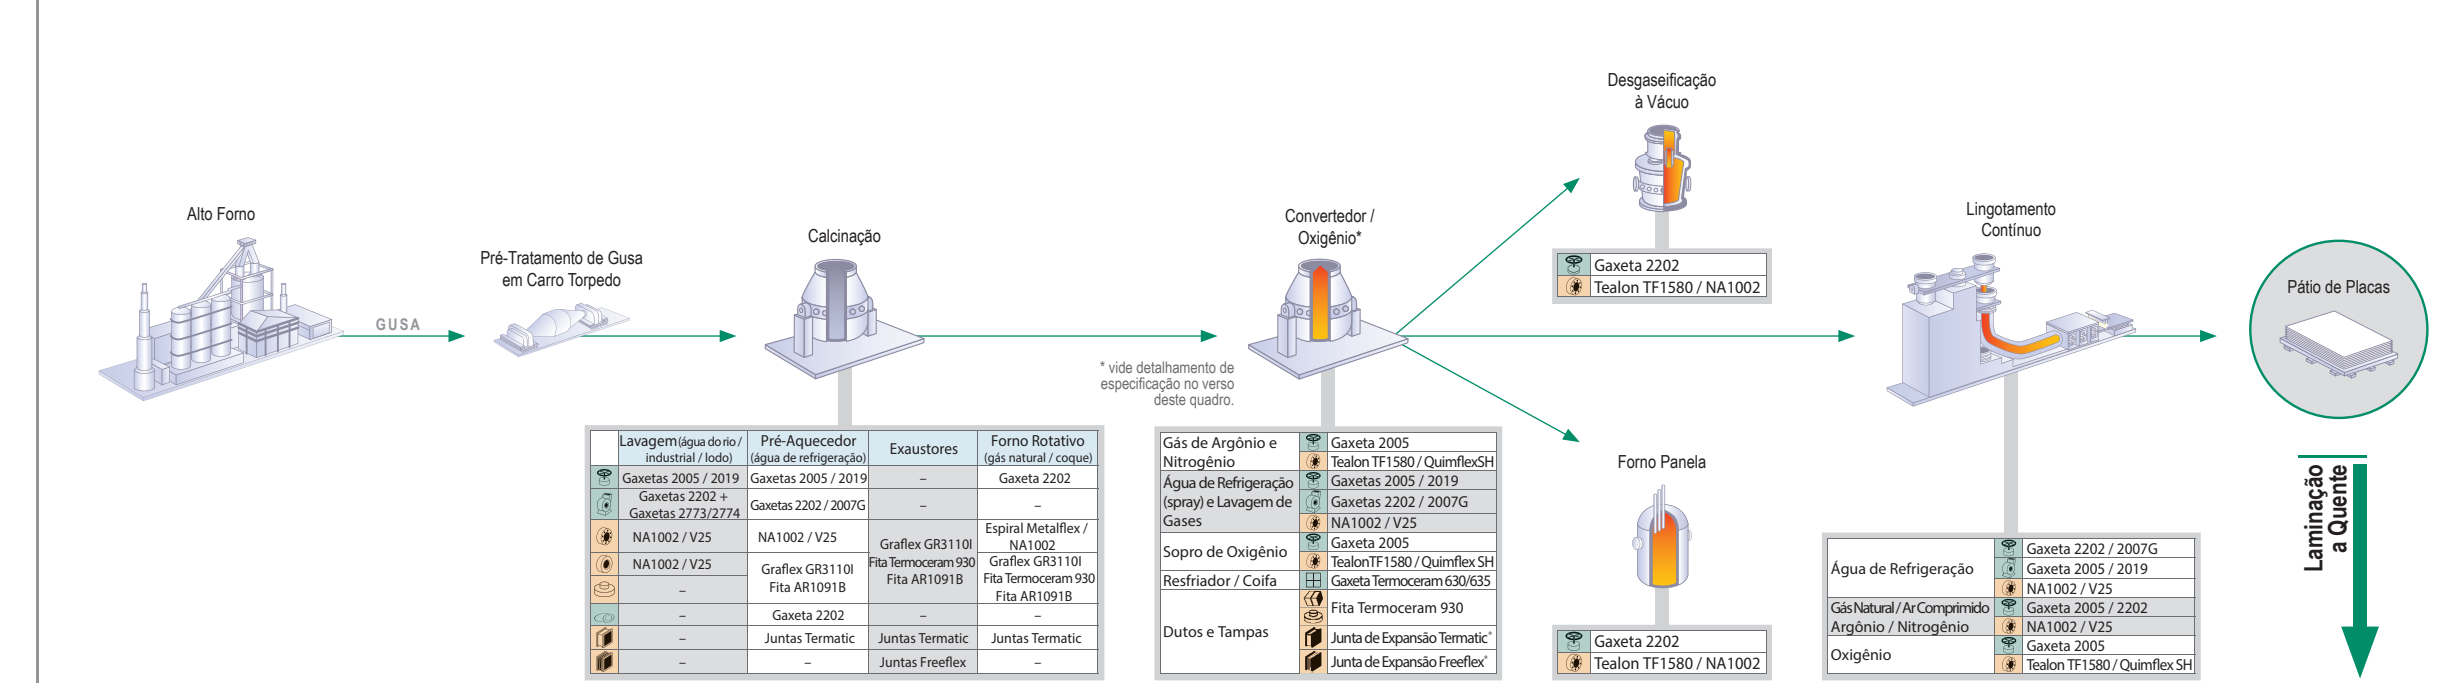 Alto Forno
GUSA
Pré-Tratamento de Gusa
em Carro Torpedo
Calcinação
Lavagem (água do rio /
industrial / lodo)
Pré-Aquecedor
(água de refrigeração)
Exaustores
Forno Rotativo
(gás natural / coque)
Gaxetas 2005 / 2019
Gaxetas 2005 / 2019
–
Gaxeta 2202
Gaxetas 2202 +
Gaxetas 2773/2774
Gaxetas 2202 / 2007G
–
–
NA1002 / V25
NA1002 / V25
Graflex GR3110I
Fita Termoceram 930
Fita AR1091B
Espiral Metalflex /
NA1002
NA1002 / V25
Graflex GR3110I
Fita AR1091B
Graflex GR3110I
Fita Termoceram 930
Fita AR1091B
–
–
Gaxeta 2202
–
–
–
Juntas Termatic
Juntas Termatic
Juntas Termatic
–
–
Juntas Freeflex
–
Convertedor /
Oxigênio*
* vide detalhamento de
especificação no verso
deste quadro.
Gás de Argônio e
Nitrogênio
Gaxeta 2005
Tealon TF1580 / QuimflexSH
Água de Refrigeração
(spray) e Lavagem de
Gases
Gaxetas 2005 / 2019
Gaxetas 2202 / 2007G
NA1002 / V25
Sopro de Oxigênio
Gaxeta 2005
TealonTF1580 / Quimflex SH
Resfriador / Coifa
Gaxeta Termoceram 630/635
Dutos e Tampas
Fita Termoceram 930
Junta de Expansão Termatic*
Junta de Expansão Freeflex*
Desgaseificação
à Vácuo
Gaxeta 2202
Tealon TF1580 / NA1002
Forno Panela
Gaxeta 2202
Tealon TF1580 / NA1002
Lingotamento
Contínuo
Água de Refrigeração
Gaxeta 2202 / 2007G
Gaxeta 2005 / 2019
NA1002 / V25
Gás Natural / Ar Comprimido
Argônio / Nitrogênio
Gaxeta 2005 / 2202
NA1002 / V25
Oxigênio
Gaxeta 2005
Tealon TF1580 / Quimflex SH
Pátio de Placas
Laminação
a Quente